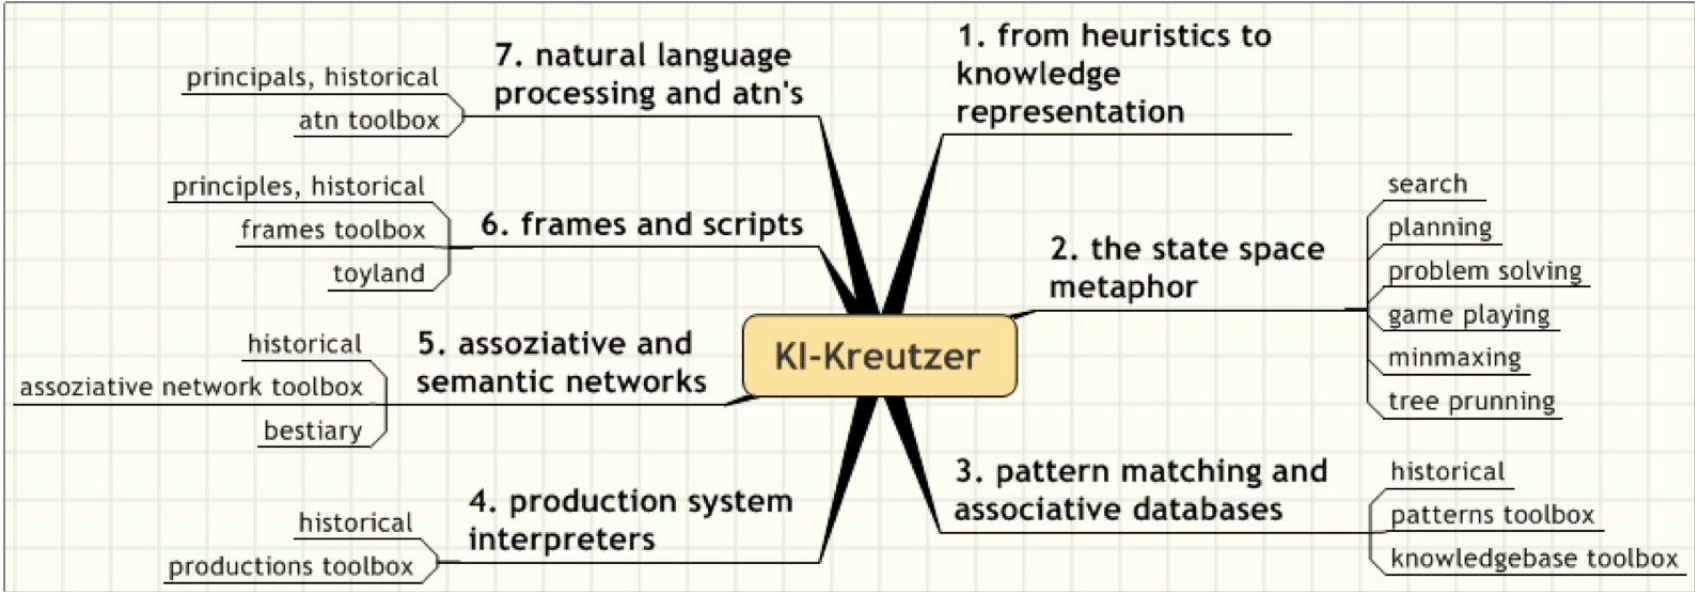 KI-Kreutzer
1. from heuristics to
knowledge
representation
2. the state space
metaphor
search
planning
problem solving
game playing
minmaxing
tree prunning
3. pattern matching and
associative databases
historical
patterns toolbox
knowledgebase toolbox
4. production system
interpreters
historical
productions toolbox
5. assoziative and
semantic networks
historical
assoziative network toolbox
bestiary
6. frames and scripts
principles, historical
frames toolbox
toyland
7. natural language
processing and atn's
principals, historical
atn toolbox